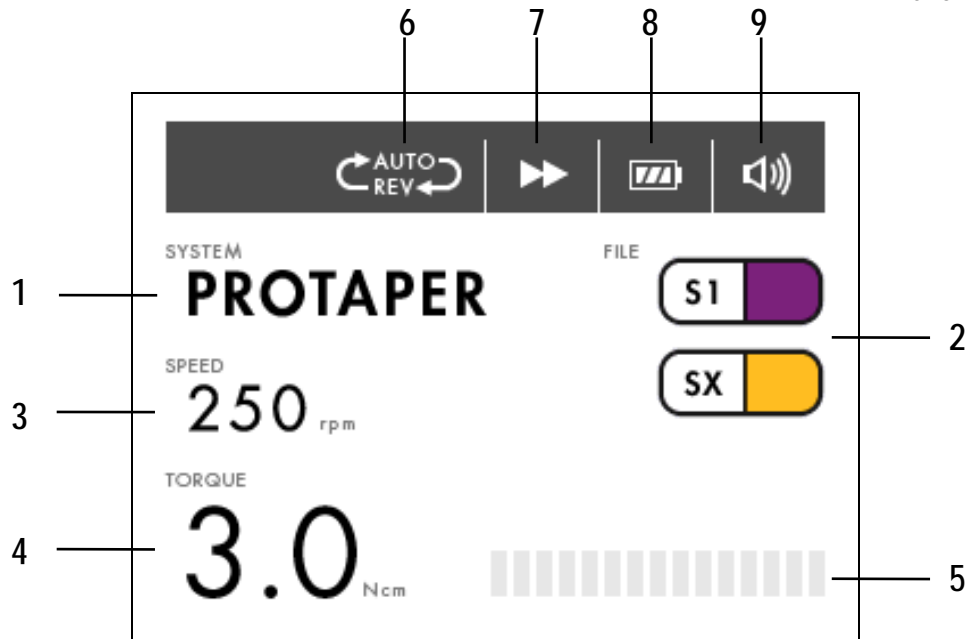 6 7 8 9
AUTO
REV
SYSTEM FILE
1 PROTAPER S1
2
SPEED
SX
3 250 rpm
TORQUE
4 3.0 Ncm
5